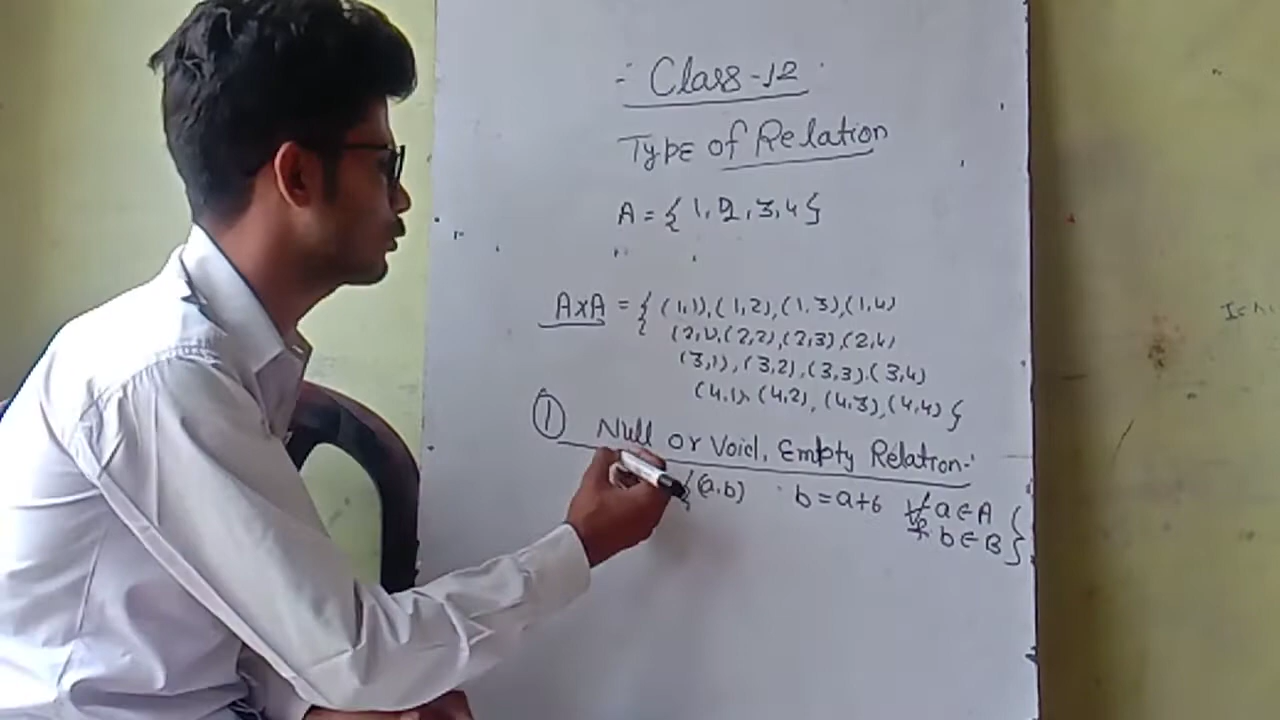 Class-12
Type of Relation
A = { 1, 2, 3, 4 }
A×A = { (1,1), (1,2), (1,3), (1,4)
(2,1), (2,2), (2,3), (2,4)
(3,1), (3,2), (3,3), (3,4)
(4,1), (4,2), (4,3), (4,4) }
① Null or Void, Empty Relation:-
{(a,b) b=a+6 ∀ a∈A
b∈B }